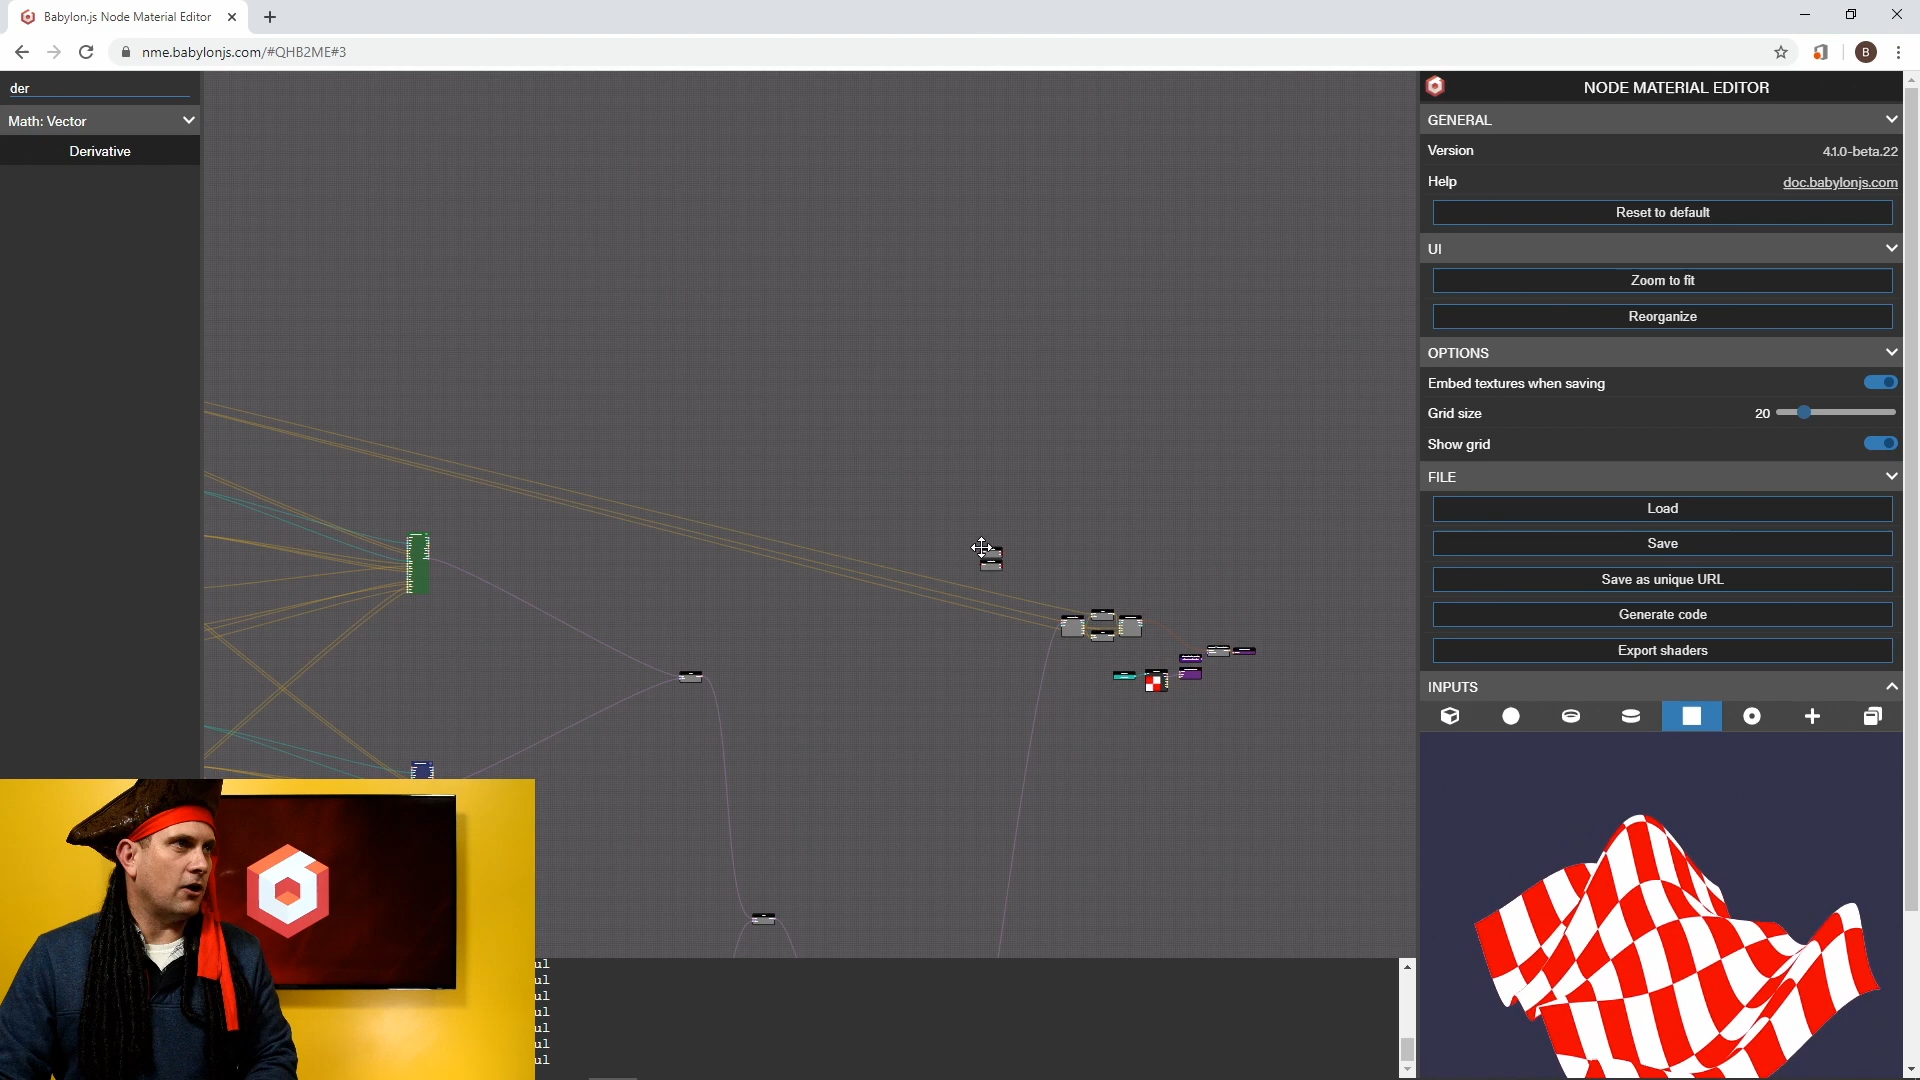 Babylon.js Node Material Editor
nme.babylonjs.com/#QHB2ME#3
B
der
Math: Vector
Derivative
NODE MATERIAL EDITOR
GENERAL
Version 4.1.0-beta.22
Help doc.babylonjs.com
Reset to default
UI
Zoom to fit
Reorganize
OPTIONS
Embed textures when saving
Grid size 20
Show grid
FILE
Load
Save
Save as unique URL
Generate code
Export shaders
INPUTS
ul
ul
ul
ul
ul
ul
ul